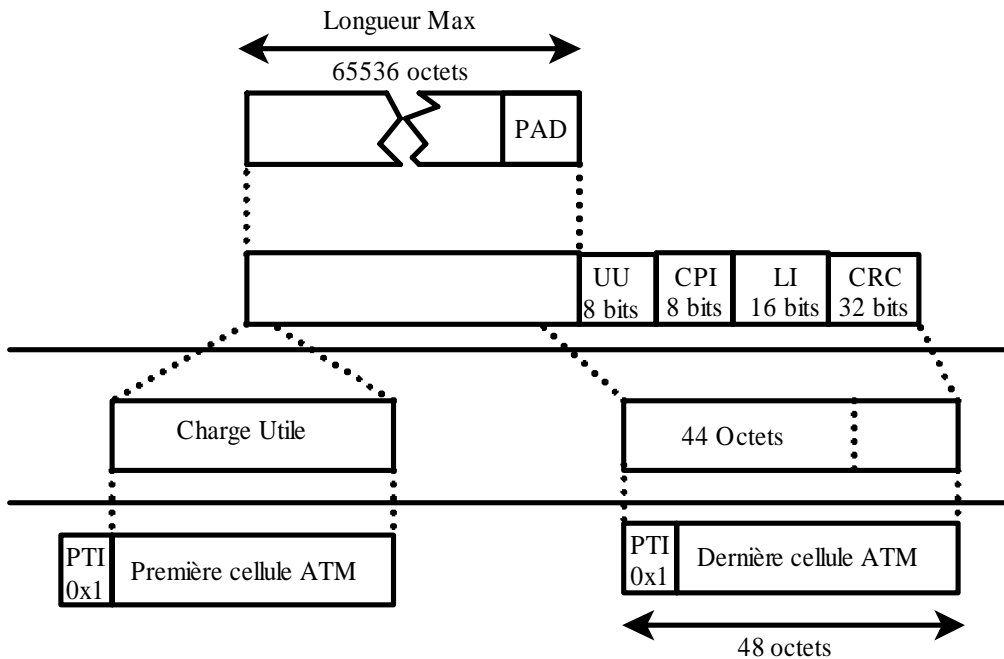 Longueur Max
65536 octets
PAD
UU
8 bits
CPI
8 bits
LI
16 bits
CRC
32 bits
Charge Utile
44 Octets
PTI
0x1
Première cellule ATM
PTI
0x1
Dernière cellule ATM
48 octets